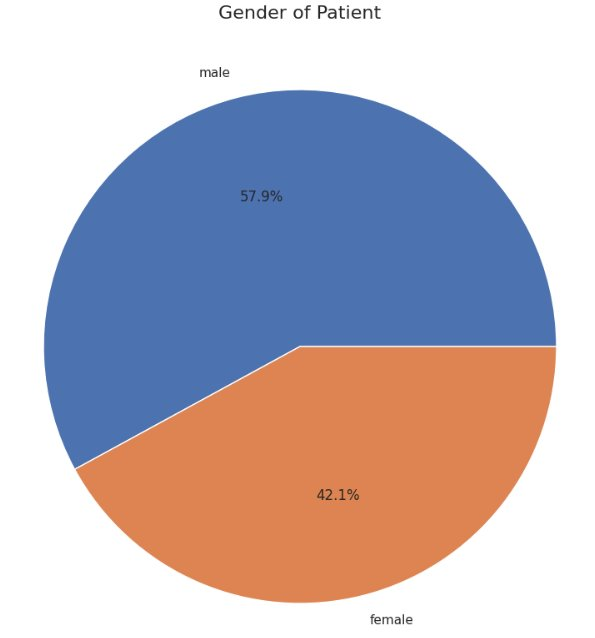 Gender of Patient
male
57.9%
42.1%
female